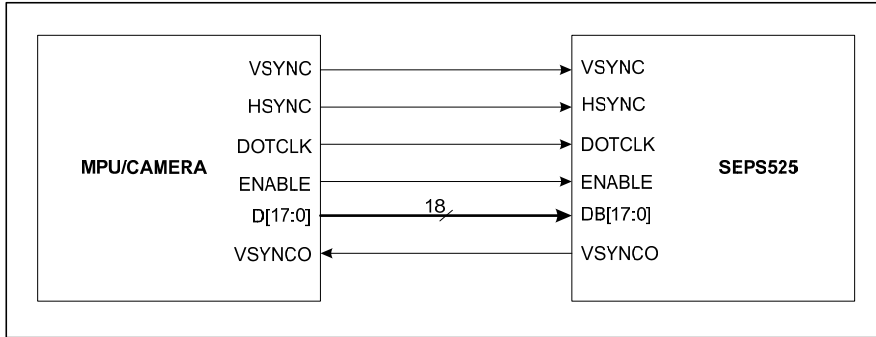 VSYNC VSYNC
HSYNC HSYNC
DOTCLK DOTCLK
MPU/CAMERA SEPS525
ENABLE ENABLE
D[17:0] 18 DB[17:0]
VSYNCO VSYNCO